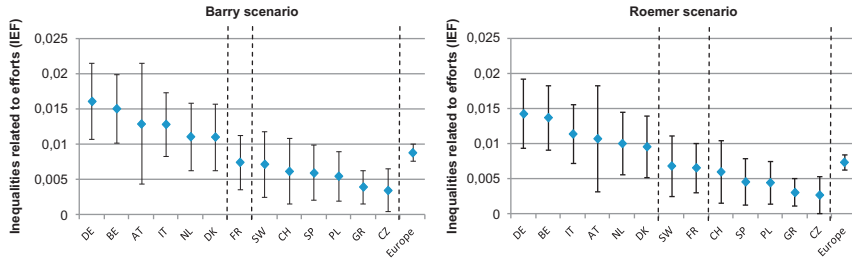 Barry scenario
Inequalities related to efforts (IEF)
0,025
0,02
0,015
0,01
0,005
0
DE BE AT IT NL DK FR SW CH SP PL GR CZ Europe
Roemer scenario
Inequalities related to efforts (IEF)
0,025
0,02
0,015
0,01
0,005
0
DE BE IT AT NL DK SW FR CH SP PL GR CZ Europe